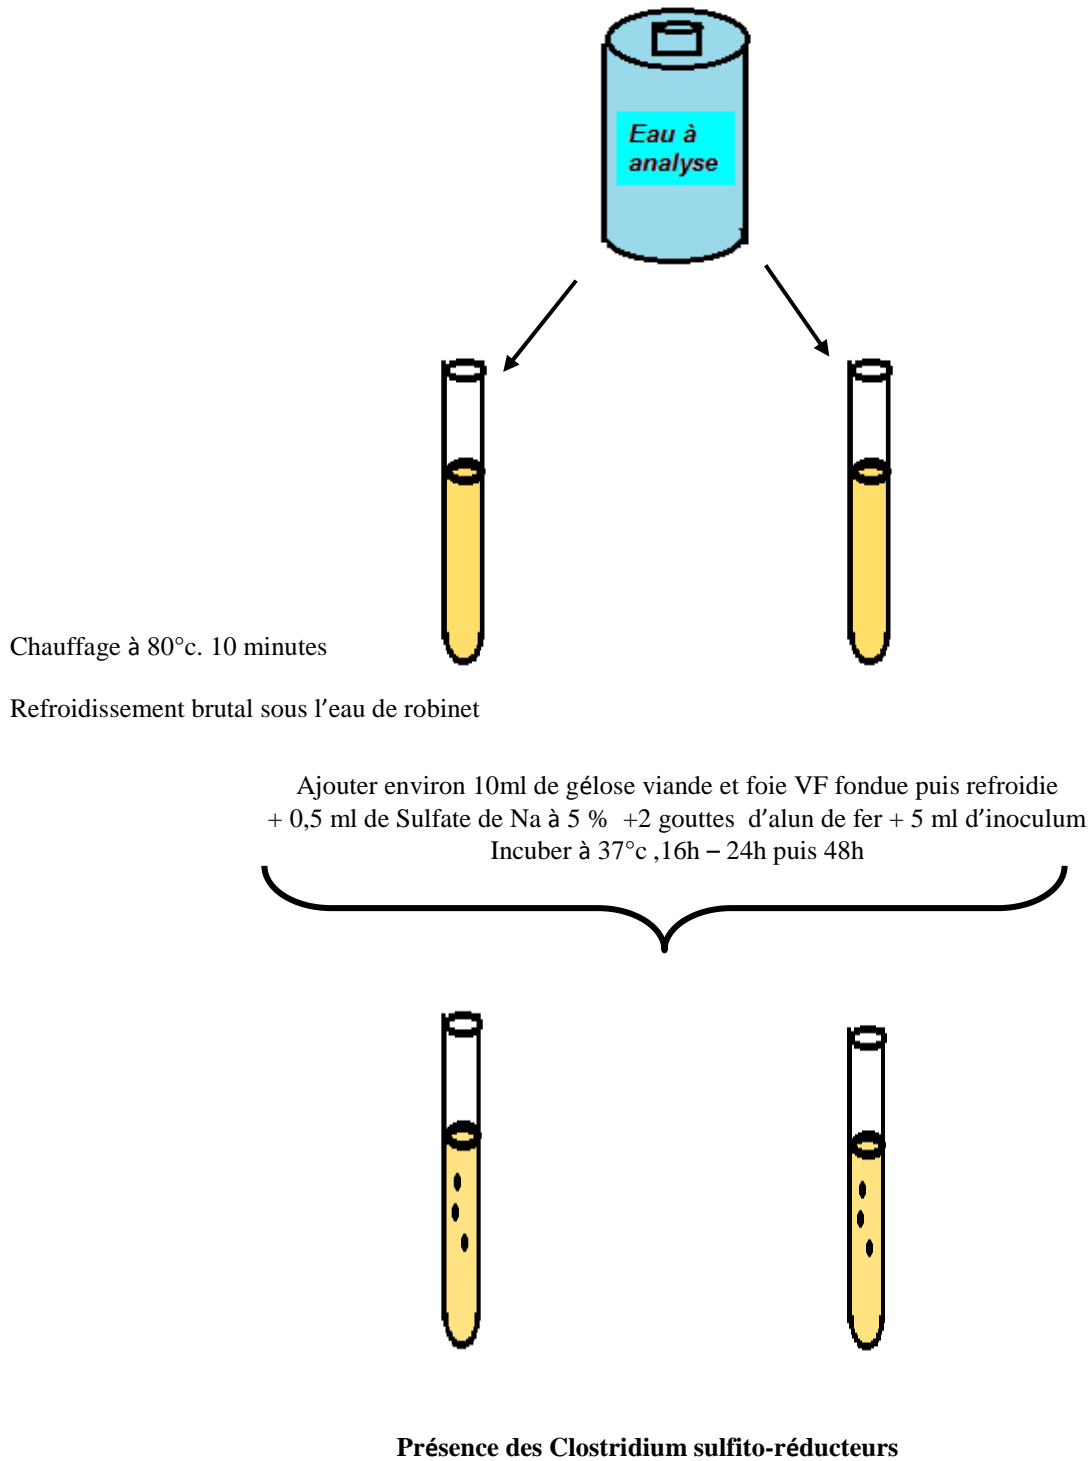 Eau à
analyse
Chauffage à 80°c. 10 minutes
Refroidissement brutal sous l’eau de robinet
Ajouter environ 10ml de gélose viande et foie VF fondue puis refroidie
+ 0,5 ml de Sulfate de Na à 5 % +2 gouttes d’alun de fer + 5 ml d’inoculum
Incuber à 37°c ,16h – 24h puis 48h
Présence des Clostridium sulfito-réducteurs